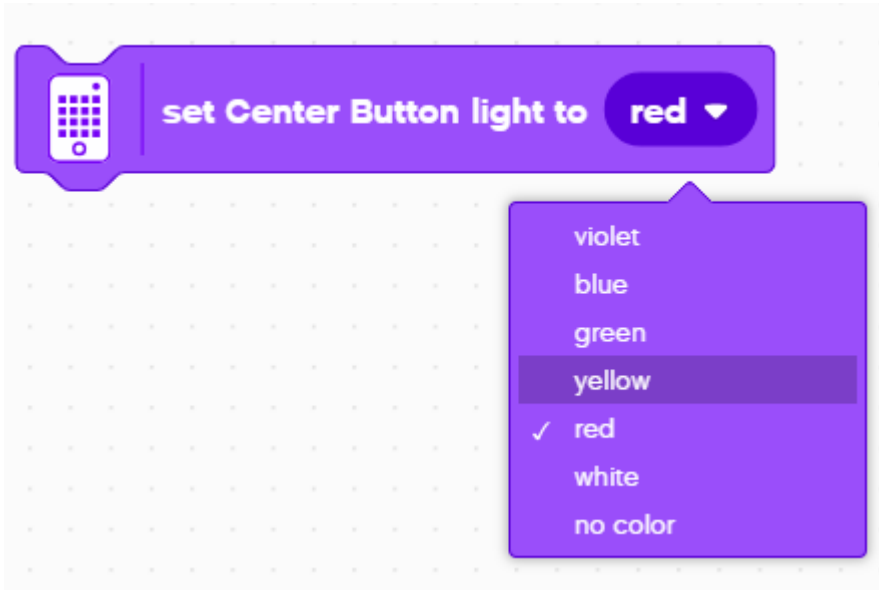 set Center Button light to red
violet
blue
green
yellow
✓ red
white
no color